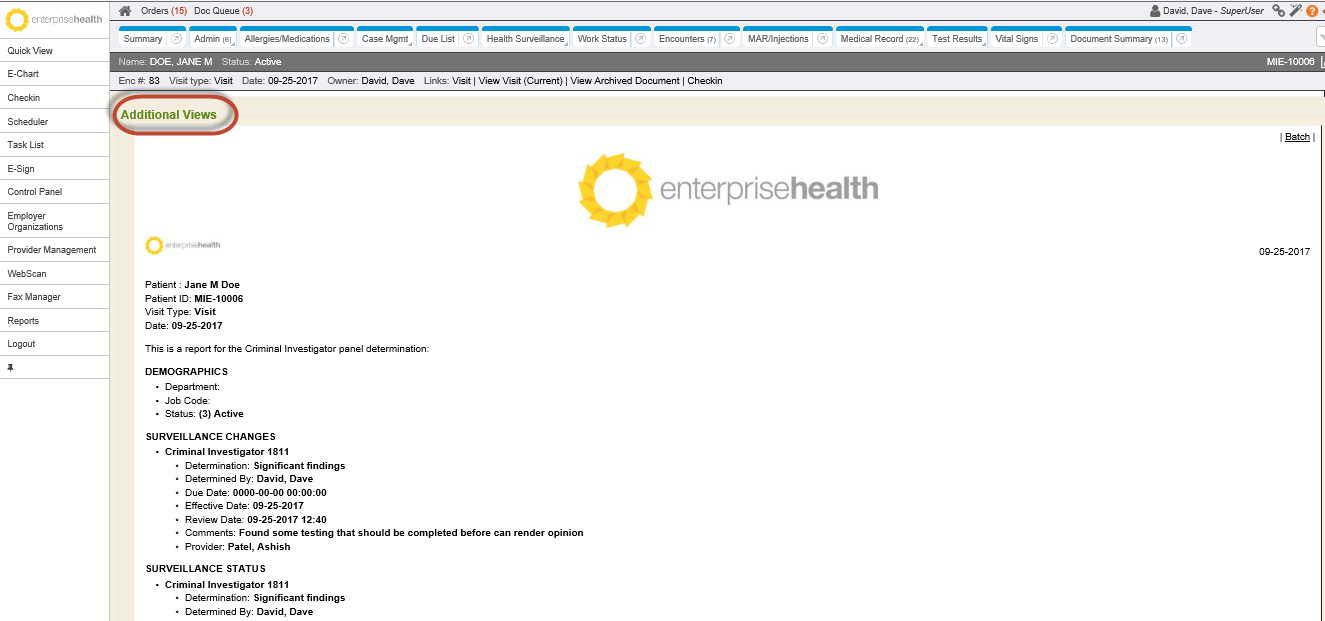 enterprisehealth
Orders (15) Doc Queue (3)
David, Dave - SuperUser
Quick View
E-Chart
Checkin
Scheduler
Task List
E-Sign
Control Panel
Employer
Organizations
Provider Management
WebScan
Fax Manager
Reports
Logout
Summary Admin (6) Allergies/Medications Case Mgmt Due List Health Surveillance Work Status Encounters (7) MAR/Injections Medical Record (22) Test Results Vital Signs Document Summary (13)
Name: DOE, JANE M Status: Active MIE-10006
Enc #: 83 Visit type: Visit Date: 09-25-2017 Owner: David, Dave Links: Visit | View Visit (Current) | View Archived Document | Checkin
Additional Views
| Batch |
enterprisehealth
enterprisehealth
09-25-2017
Patient : Jane M Doe
Patient ID: MIE-10006
Visit Type: Visit
Date: 09-25-2017
This is a report for the Criminal Investigator panel determination:
DEMOGRAPHICS
• Department:
• Job Code:
• Status: (3) Active
SURVEILLANCE CHANGES
• Criminal Investigator 1811
• Determination: Significant findings
• Determined By: David, Dave
• Due Date: 0000-00-00 00:00:00
• Effective Date: 09-25-2017
• Review Date: 09-25-2017 12:40
• Comments: Found some testing that should be completed before can render opinion
• Provider: Patel, Ashish
SURVEILLANCE STATUS
• Criminal Investigator 1811
• Determination: Significant findings
• Determined By: David, Dave